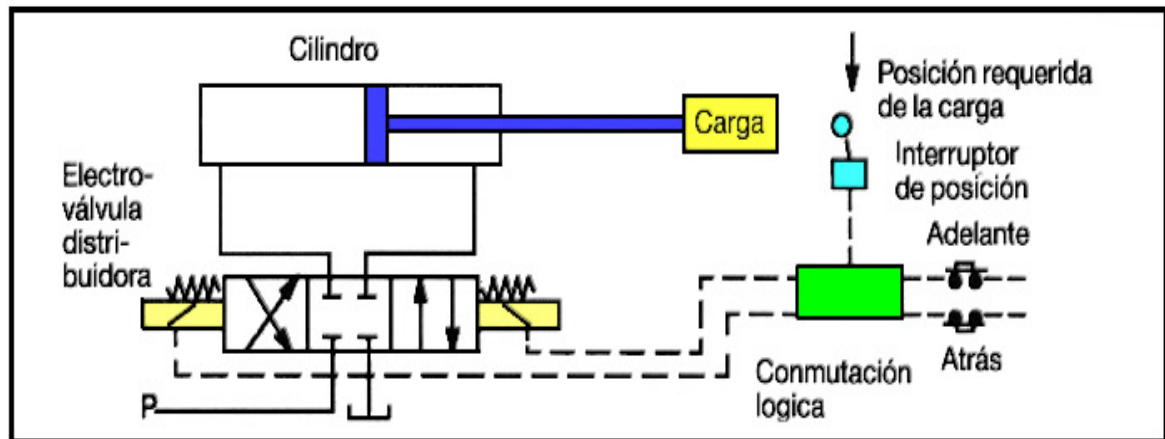 Cilindro
Carga
Posición requerida
de la carga
Interruptor
de posición
Electro-
válvula
distri-
buidora
Adelante
Atrás
Conmutación
logica
P